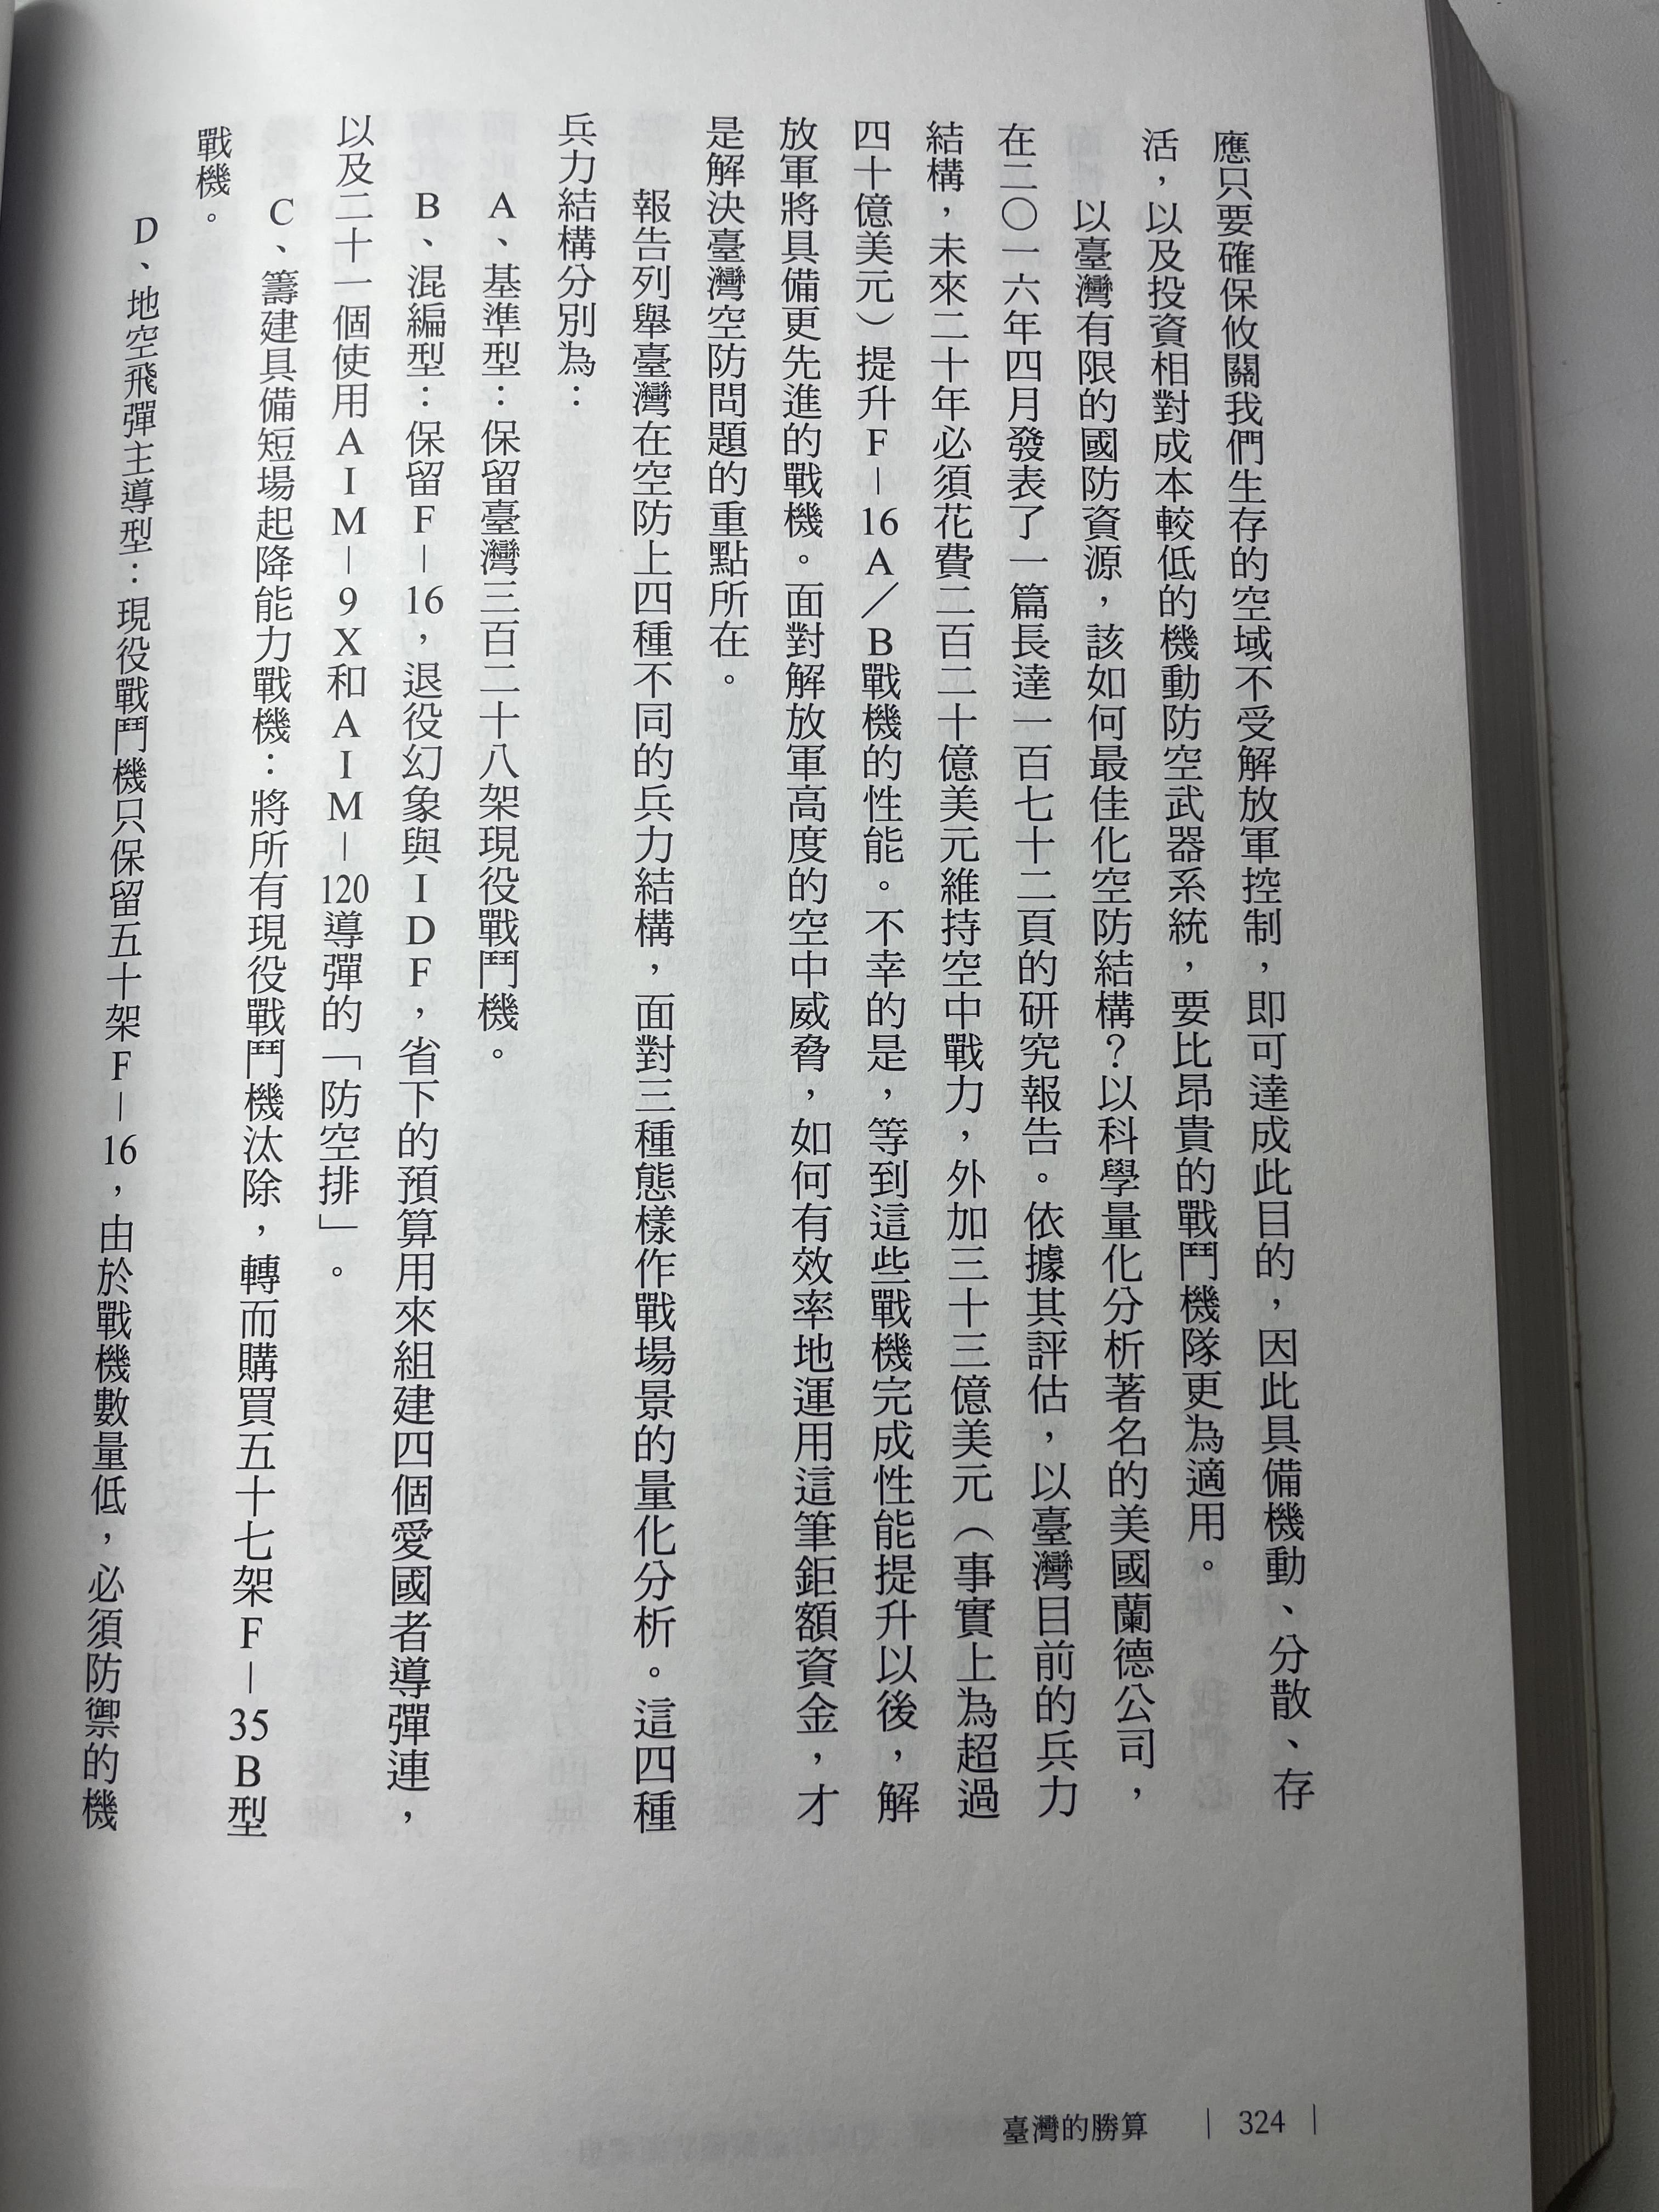 應只要確保攸關我們生存的空域不受解放軍控制，即可達成此目的，因此具備機動、分散、存
活，以及投資相對成本較低的機動防空武器系統，要比昂貴的戰鬥機隊更為適用。
以臺灣有限的國防資源，該如何最佳化空防結構？以科學量化分析著名的美國蘭德公司，
在二〇一六年四月發表了一篇長達一百七十二頁的研究報告。依據其評估，以臺灣目前的兵力
結構，未來二十年必須花費二百二十億美元維持空中戰力，外加三十三億美元（事實上為超過
四十億美元）提升F－16A／B戰機的性能。不幸的是，等到這些戰機完成性能提升以後，解
放軍將具備更先進的戰機。面對解放軍高度的空中威脅，如何有效率地運用這筆鉅額資金，才
是解決臺灣空防問題的重點所在。
報告列舉臺灣在空防上四種不同的兵力結構，面對三種態樣作戰場景的量化分析。這四種
兵力結構分別為：
A、基準型：保留臺灣三百二十八架現役戰鬥機。
B、混編型：保留F－16，退役幻象與IDF，省下的預算用來組建四個愛國者導彈連，
以及二十一個使用AIM－9X和AIM－120導彈的「防空排」。
C、籌建具備短場起降能力戰機：將所有現役戰鬥機汰除，轉而購買五十七架F－35B型
戰機。
D、地空飛彈主導型：現役戰鬥機只保留五十架F－16，由於戰機數量低，必須防禦的機
臺灣的勝算 ｜ 324 ｜